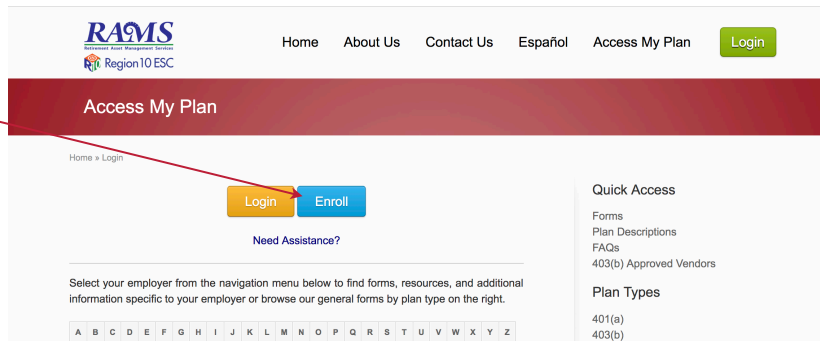 RAMS
Retirement Asset Management Services
Region 10 ESC
Home About Us Contact Us Español Access My Plan Login
Access My Plan
Home » Login
Login Enroll
Need Assistance?
Select your employer from the navigation menu below to find forms, resources, and additional
information specific to your employer or browse our general forms by plan type on the right.
A B C D E F G H I J K L M N O P Q R S T U V W X Y Z
Quick Access
Forms
Plan Descriptions
FAQs
403(b) Approved Vendors
Plan Types
401(a)
403(b)